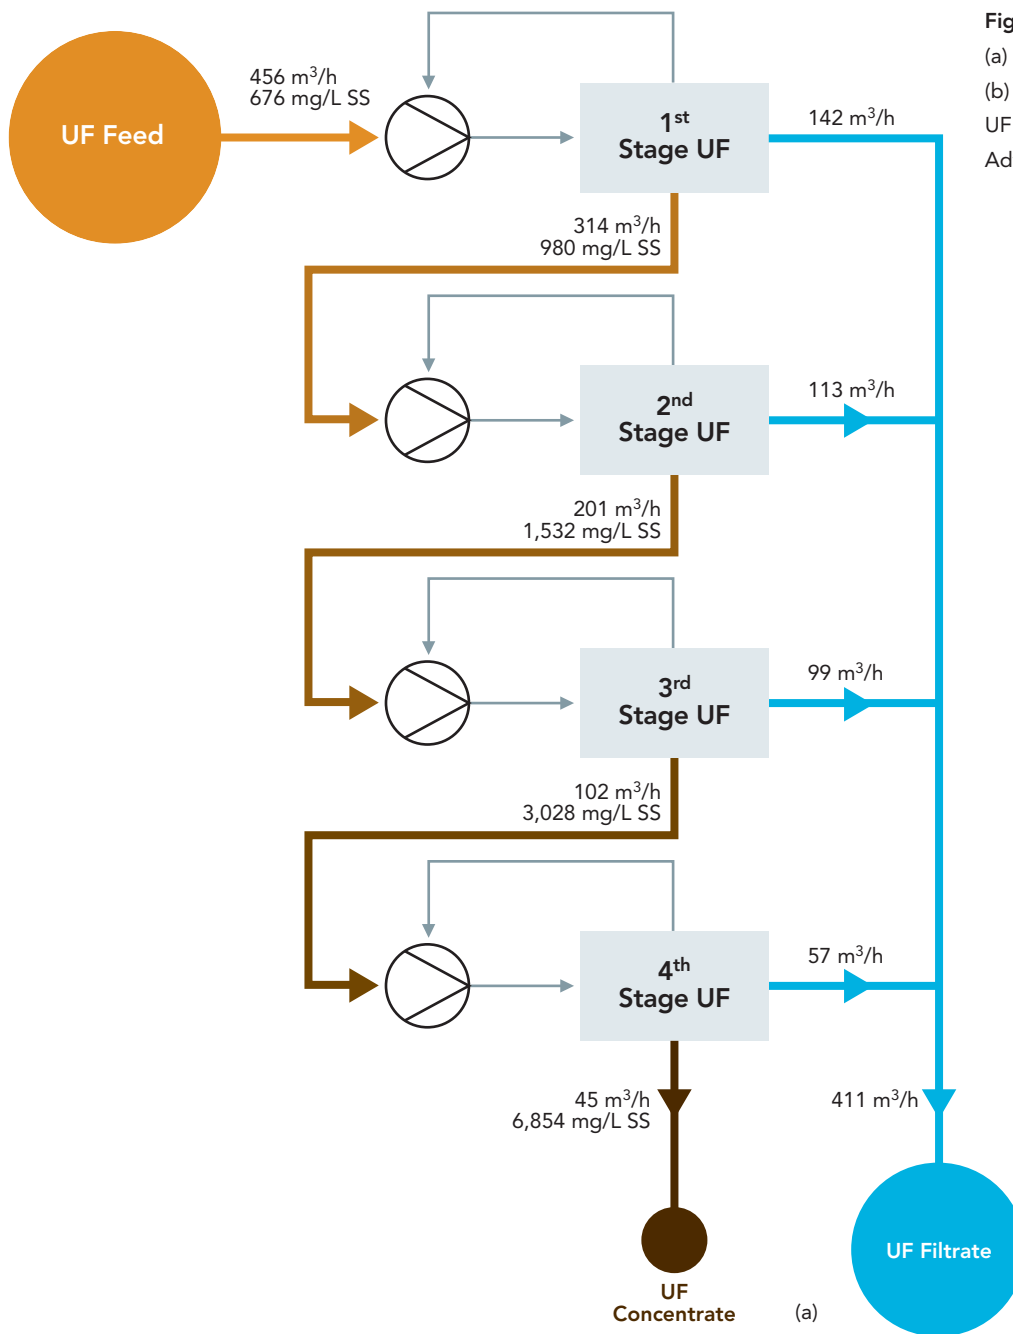 Fig
(a)
(b)
UF
Ad
UF Feed
456 m³/h
676 mg/L SS
1st
Stage UF
142 m³/h
314 m³/h
980 mg/L SS
2nd
Stage UF
113 m³/h
201 m³/h
1,532 mg/L SS
3rd
Stage UF
99 m³/h
102 m³/h
3,028 mg/L SS
4th
Stage UF
57 m³/h
45 m³/h
6,854 mg/L SS
411 m³/h
UF Filtrate
UF
Concentrate
(a)